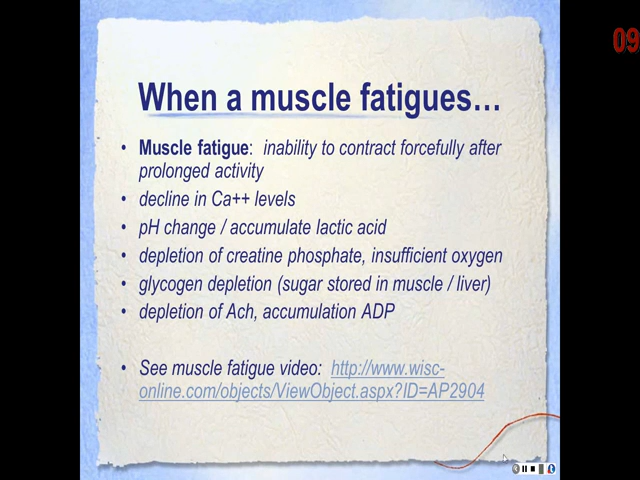 09
When a muscle fatigues…
• Muscle fatigue: inability to contract forcefully after
prolonged activity
• decline in Ca++ levels
• pH change / accumulate lactic acid
• depletion of creatine phosphate, insufficient oxygen
• glycogen depletion (sugar stored in muscle / liver)
• depletion of Ach, accumulation ADP
• See muscle fatigue video: http://www.wisc-
online.com/objects/ViewObject.aspx?ID=AP2904